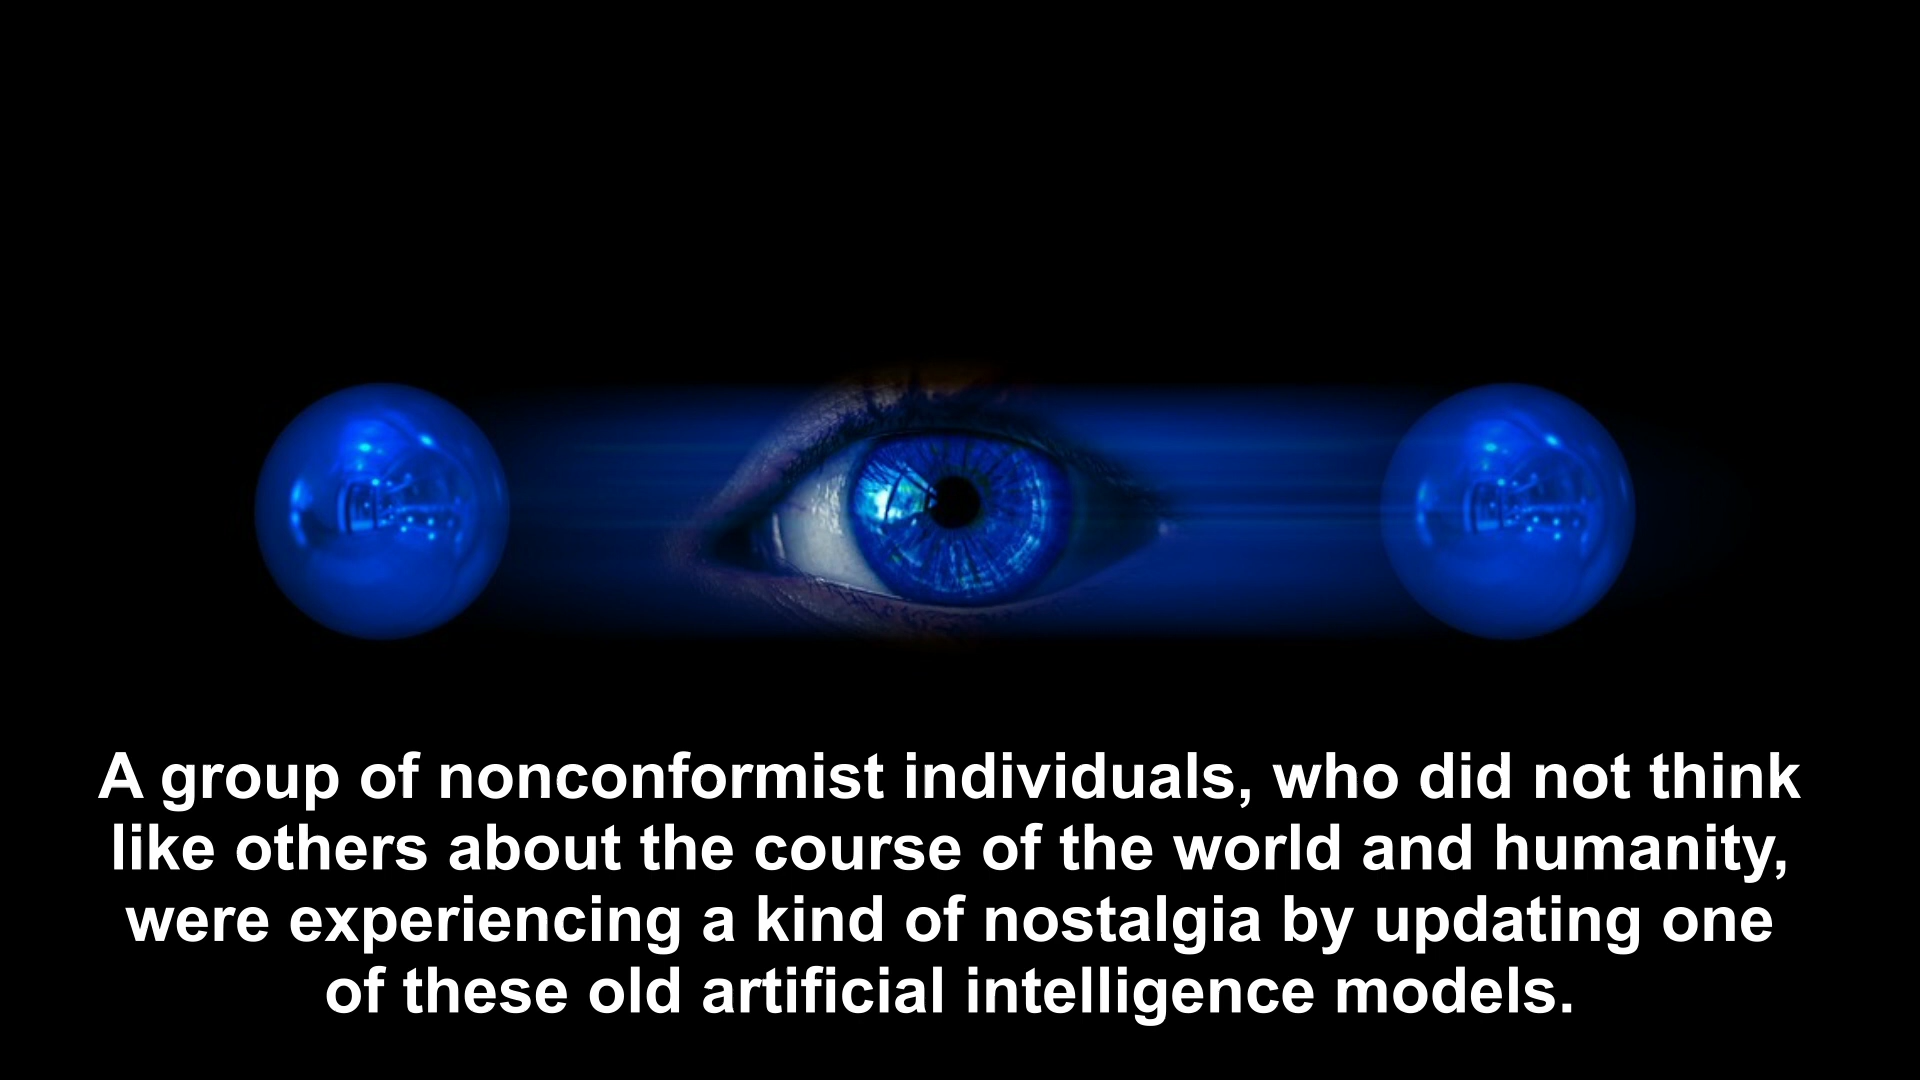 A group of nonconformist individuals, who did not think
like others about the course of the world and humanity,
were experiencing a kind of nostalgia by updating one
of these old artificial intelligence models.